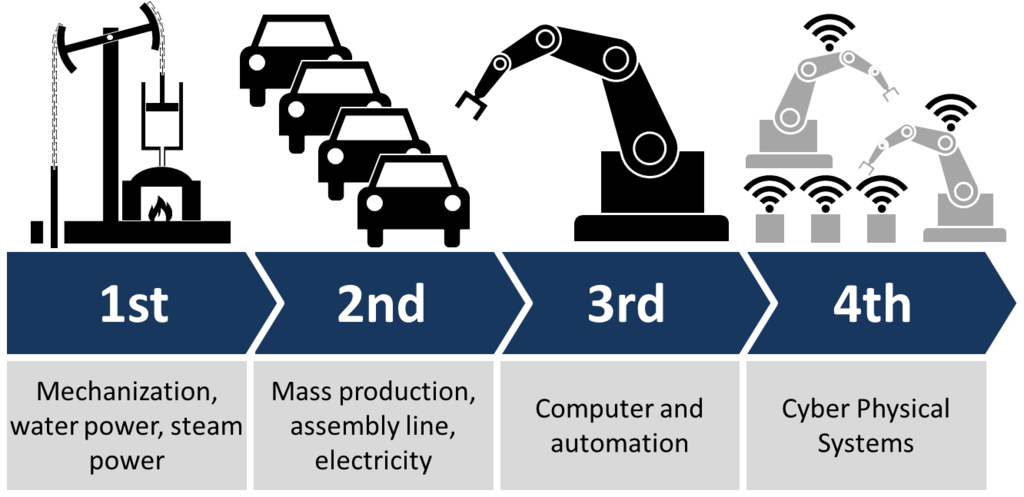 1st
2nd
3rd
4th
Mechanization,
water power, steam
power
Mass production,
assembly line,
electricity
Computer and
automation
Cyber Physical
Systems